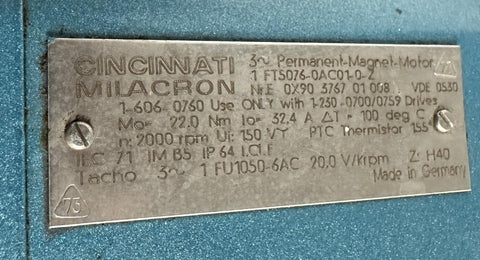 CINCINNATI
MILACRON
3~ Permanent-Magnet-Motor
1 FT5076-0AC01-0-Z
Nr.E 0X90 3767 01 008 VDE 0530
1-606-0760 Use ONLY with 1-250-0700/0759 Drives
Mo= 22.0 Nm Io= 32,4 A ΔT= 100 deg C
n: 2000 rpm Ui: 150 V Y PTC Thermistor 155°
I.E.C 71 IM B5 IP 64 I.CL.F
Tacho 3~ 1 FU1050-6AC 20,0 V/krpm Z: H40
Made in Germany
75